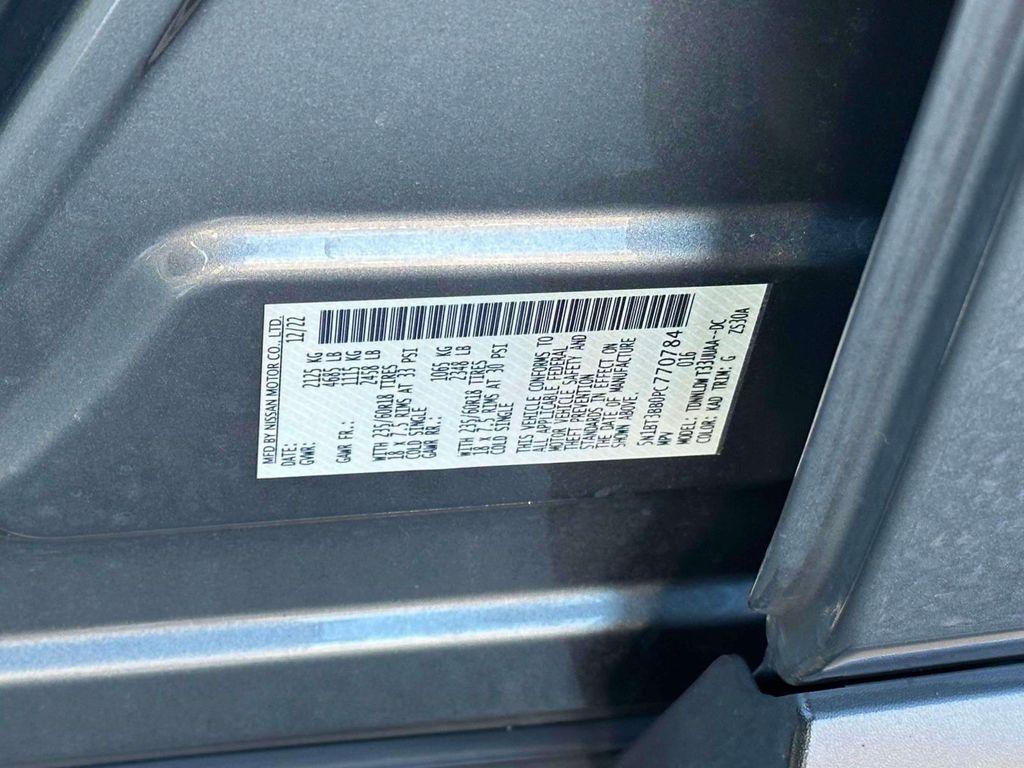 MFD BY NISSAN MOTOR CO., LTD.
DATE: 12/22
GVWR: 2125 KG
4685 LB
GAWR FR.: 1115 KG
2458 LB
WITH 235/60R18 TIRES
18 x 7.5 RIMS AT 33 PSI
COLD SINGLE
GAWR RR.: 1065 KG
2348 LB
WITH 235/60R18 TIRES
18 x 7.5 RIMS AT 30 PSI
COLD SINGLE
THIS VEHICLE CONFORMS TO
ALL APPLICABLE FEDERAL
MOTOR VEHICLE SAFETY AND
THEFT PREVENTION
STANDARDS IN EFFECT ON
THE DATE OF MANUFACTURE
SHOWN ABOVE.
5N1BT3BB0PC770784
MPV 016
MODEL: TDWNLDW T33UUAA--DC
COLOR: KAD TRIM: G ZS30A